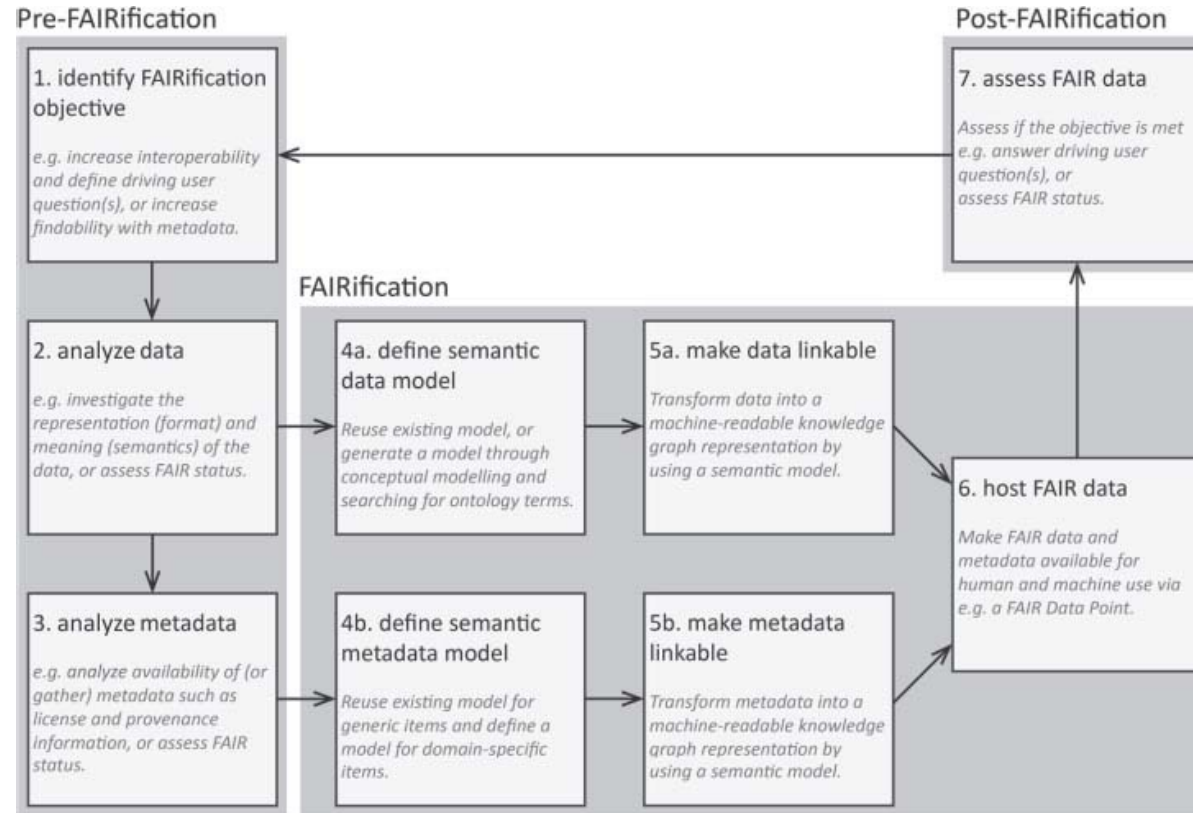 Pre-FAIRification
1. identify FAIRification
objective
e.g. increase interoperability
and define driving user
question(s), or increase
findability with metadata.
2. analyze data
e.g. investigate the
representation (format) and
meaning (semantics) of the
data, or assess FAIR status.
3. analyze metadata
e.g. analyze availability of (or
gather) metadata such as
license and provenance
information, or assess FAIR
status.
FAIRification
4a. define semantic
data model
Reuse existing model, or
generate a model through
conceptual modelling and
searching for ontology terms.
4b. define semantic
metadata model
Reuse existing model for
generic items and define a
model for domain-specific
items.
5a. make data linkable
Transform data into a
machine-readable knowledge
graph representation by
using a semantic model.
5b. make metadata
linkable
Transform metadata into a
machine-readable knowledge
graph representation by
using a semantic model.
6. host FAIR data
Make FAIR data and
metadata available for
human and machine use via
e.g. a FAIR Data Point.
Post-FAIRification
7. assess FAIR data
Assess if the objective is met
e.g. answer driving user
question(s), or
assess FAIR status.